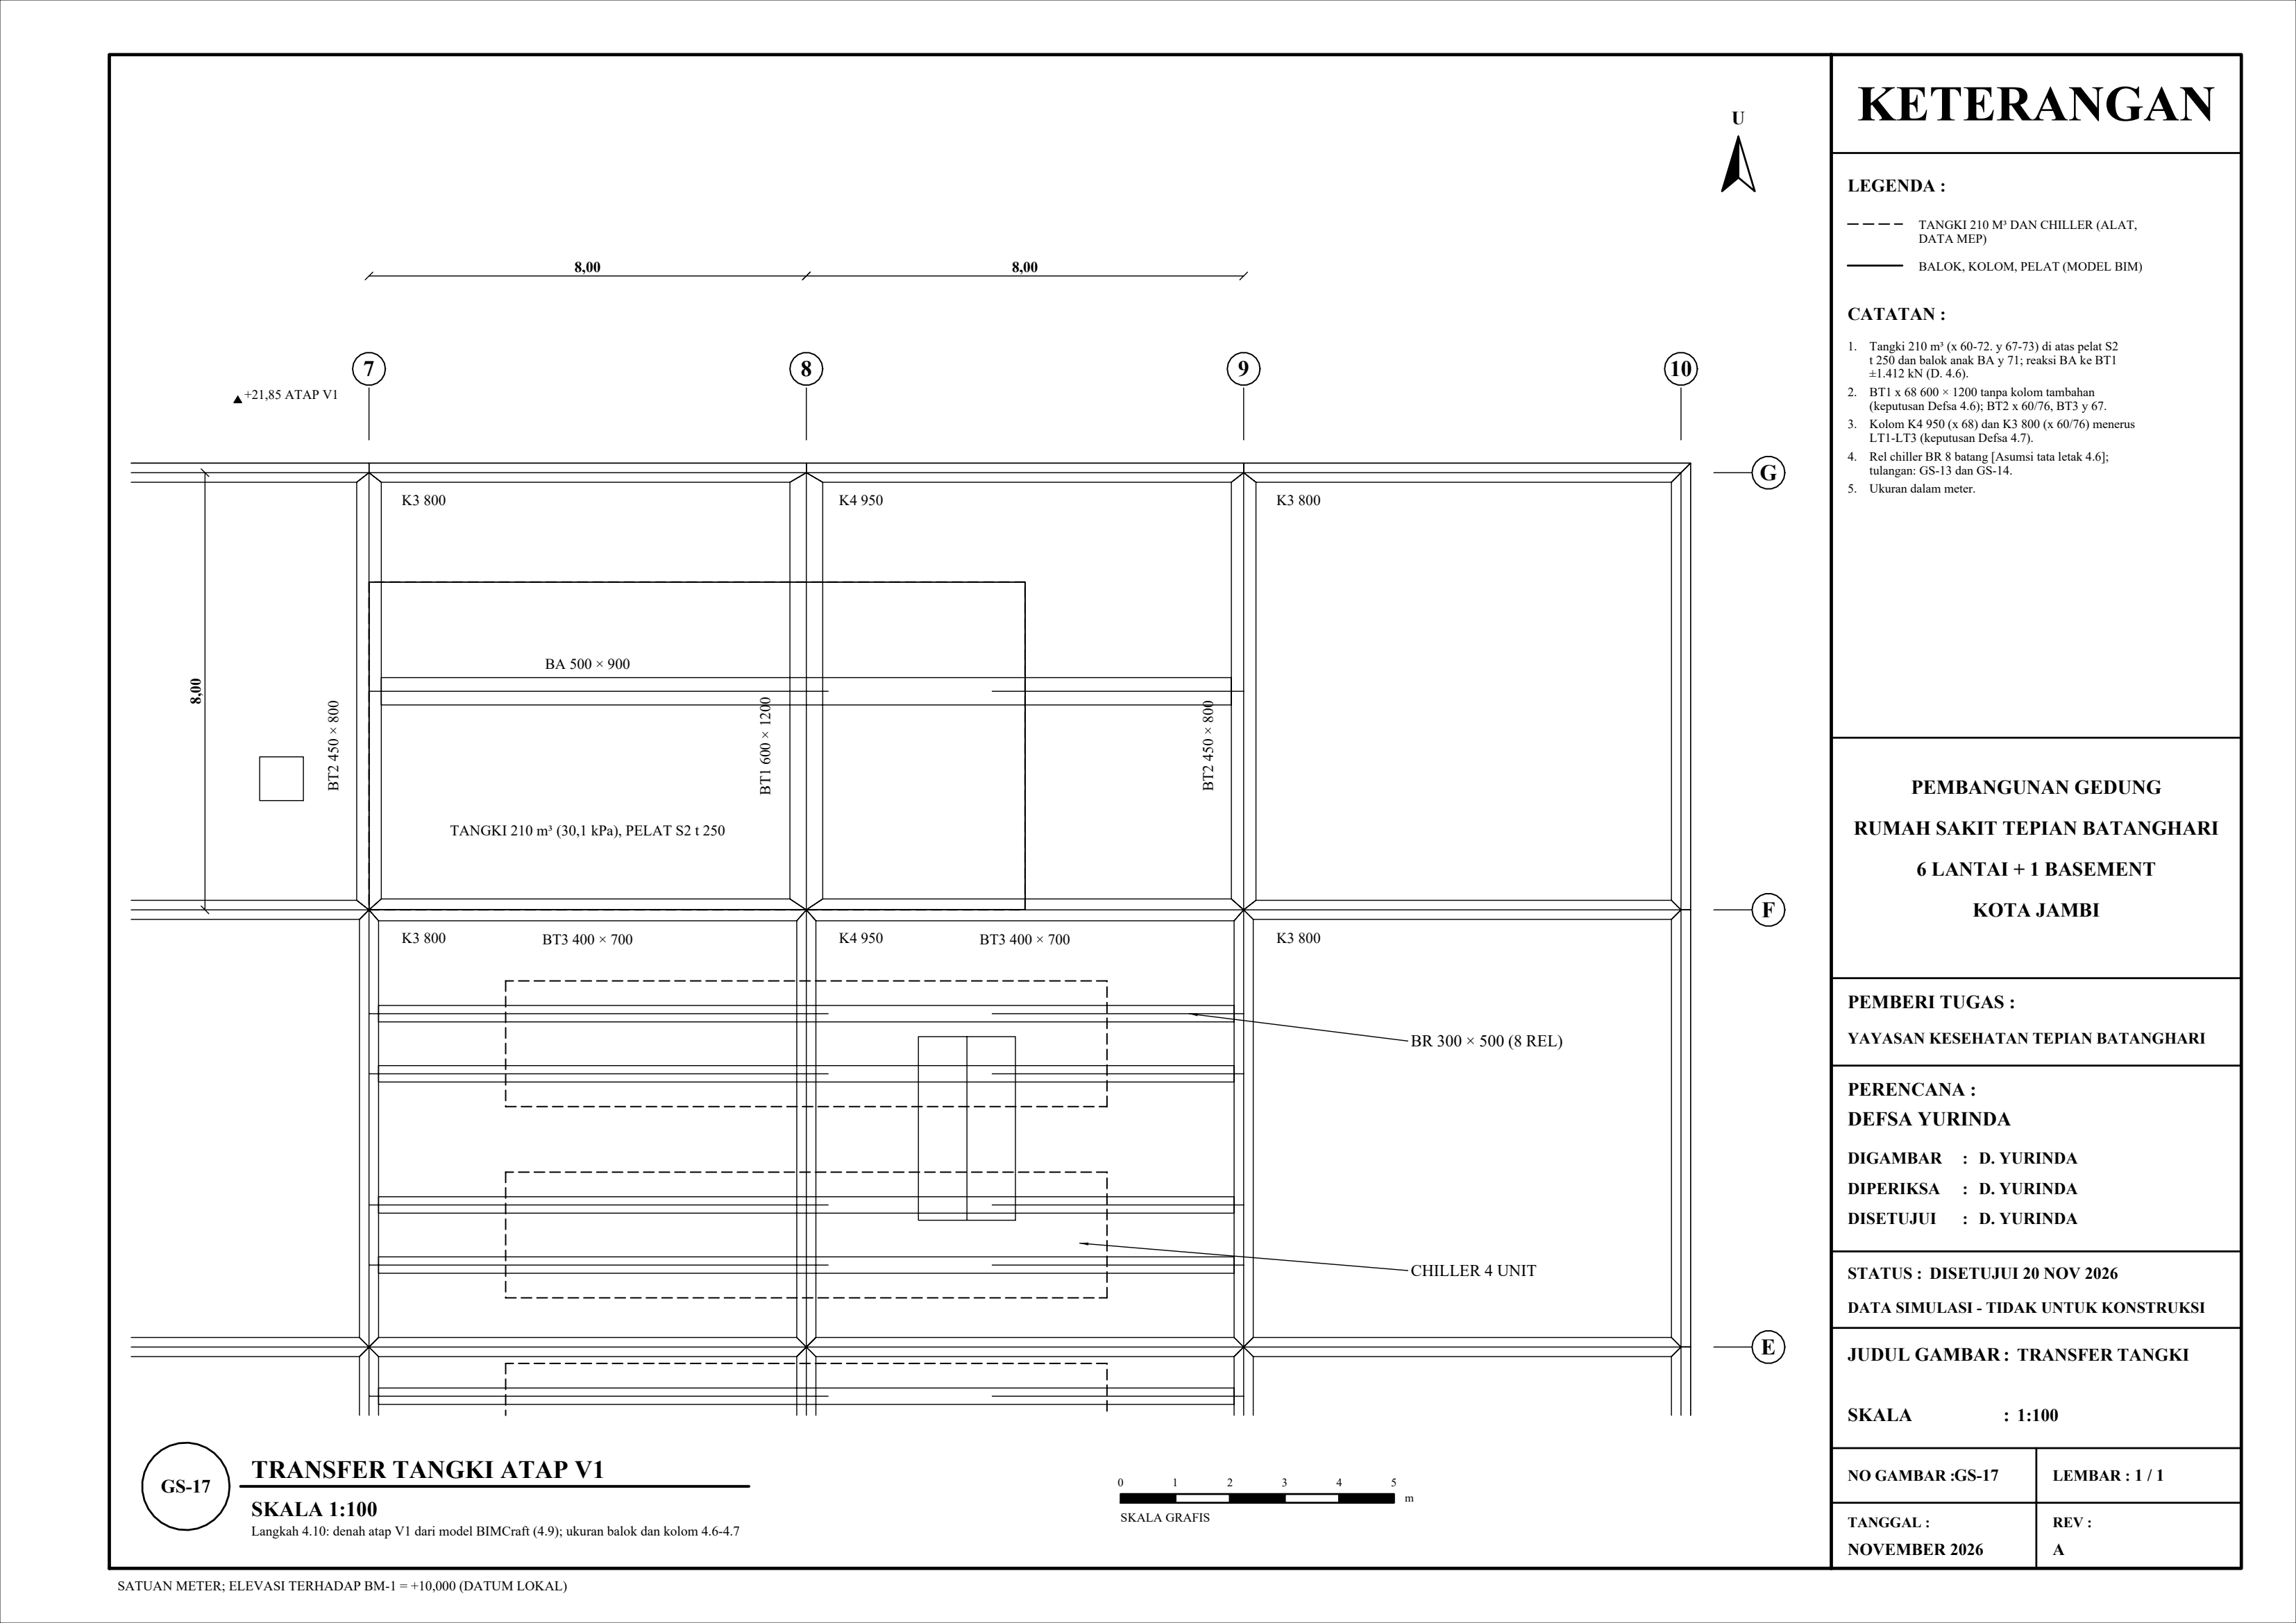 U
8,00
8,00
7
8
9
10
+21,85 ATAP V1
G
K3 800
K4 950
K3 800
BA 500 × 900
8,00
BT2 450 × 800
BT1 600 × 1200
BT2 450 × 800
TANGKI 210 m³ (30,1 kPa), PELAT S2 t 250
F
K3 800
BT3 400 × 700
K4 950
BT3 400 × 700
K3 800
BR 300 × 500 (8 REL)
CHILLER 4 UNIT
E
GS-17
TRANSFER TANGKI ATAP V1
SKALA 1:100
Langkah 4.10: denah atap V1 dari model BIMCraft (4.9); ukuran balok dan kolom 4.6-4.7
0 1 2 3 4 5
m
SKALA GRAFIS
SATUAN METER; ELEVASI TERHADAP BM-1 = +10,000 (DATUM LOKAL)
KETERANGAN
LEGENDA :
TANGKI 210 M³ DAN CHILLER (ALAT,
DATA MEP)
BALOK, KOLOM, PELAT (MODEL BIM)
CATATAN :
1. Tangki 210 m³ (x 60-72. y 67-73) di atas pelat S2
t 250 dan balok anak BA y 71; reaksi BA ke BT1
±1.412 kN (D. 4.6).
2. BT1 x 68 600 × 1200 tanpa kolom tambahan
(keputusan Defsa 4.6); BT2 x 60/76, BT3 y 67.
3. Kolom K4 950 (x 68) dan K3 800 (x 60/76) menerus
LT1-LT3 (keputusan Defsa 4.7).
4. Rel chiller BR 8 batang [Asumsi tata letak 4.6];
tulangan: GS-13 dan GS-14.
5. Ukuran dalam meter.
PEMBANGUNAN GEDUNG
RUMAH SAKIT TEPIAN BATANGHARI
6 LANTAI + 1 BASEMENT
KOTA JAMBI
PEMBERI TUGAS :
YAYASAN KESEHATAN TEPIAN BATANGHARI
PERENCANA :
DEFSA YURINDA
DIGAMBAR : D. YURINDA
DIPERIKSA : D. YURINDA
DISETUJUI : D. YURINDA
STATUS : DISETUJUI 20 NOV 2026
DATA SIMULASI - TIDAK UNTUK KONSTRUKSI
JUDUL GAMBAR : TRANSFER TANGKI
SKALA : 1:100
NO GAMBAR :GS-17
LEMBAR : 1 / 1
TANGGAL :
NOVEMBER 2026
REV :
A